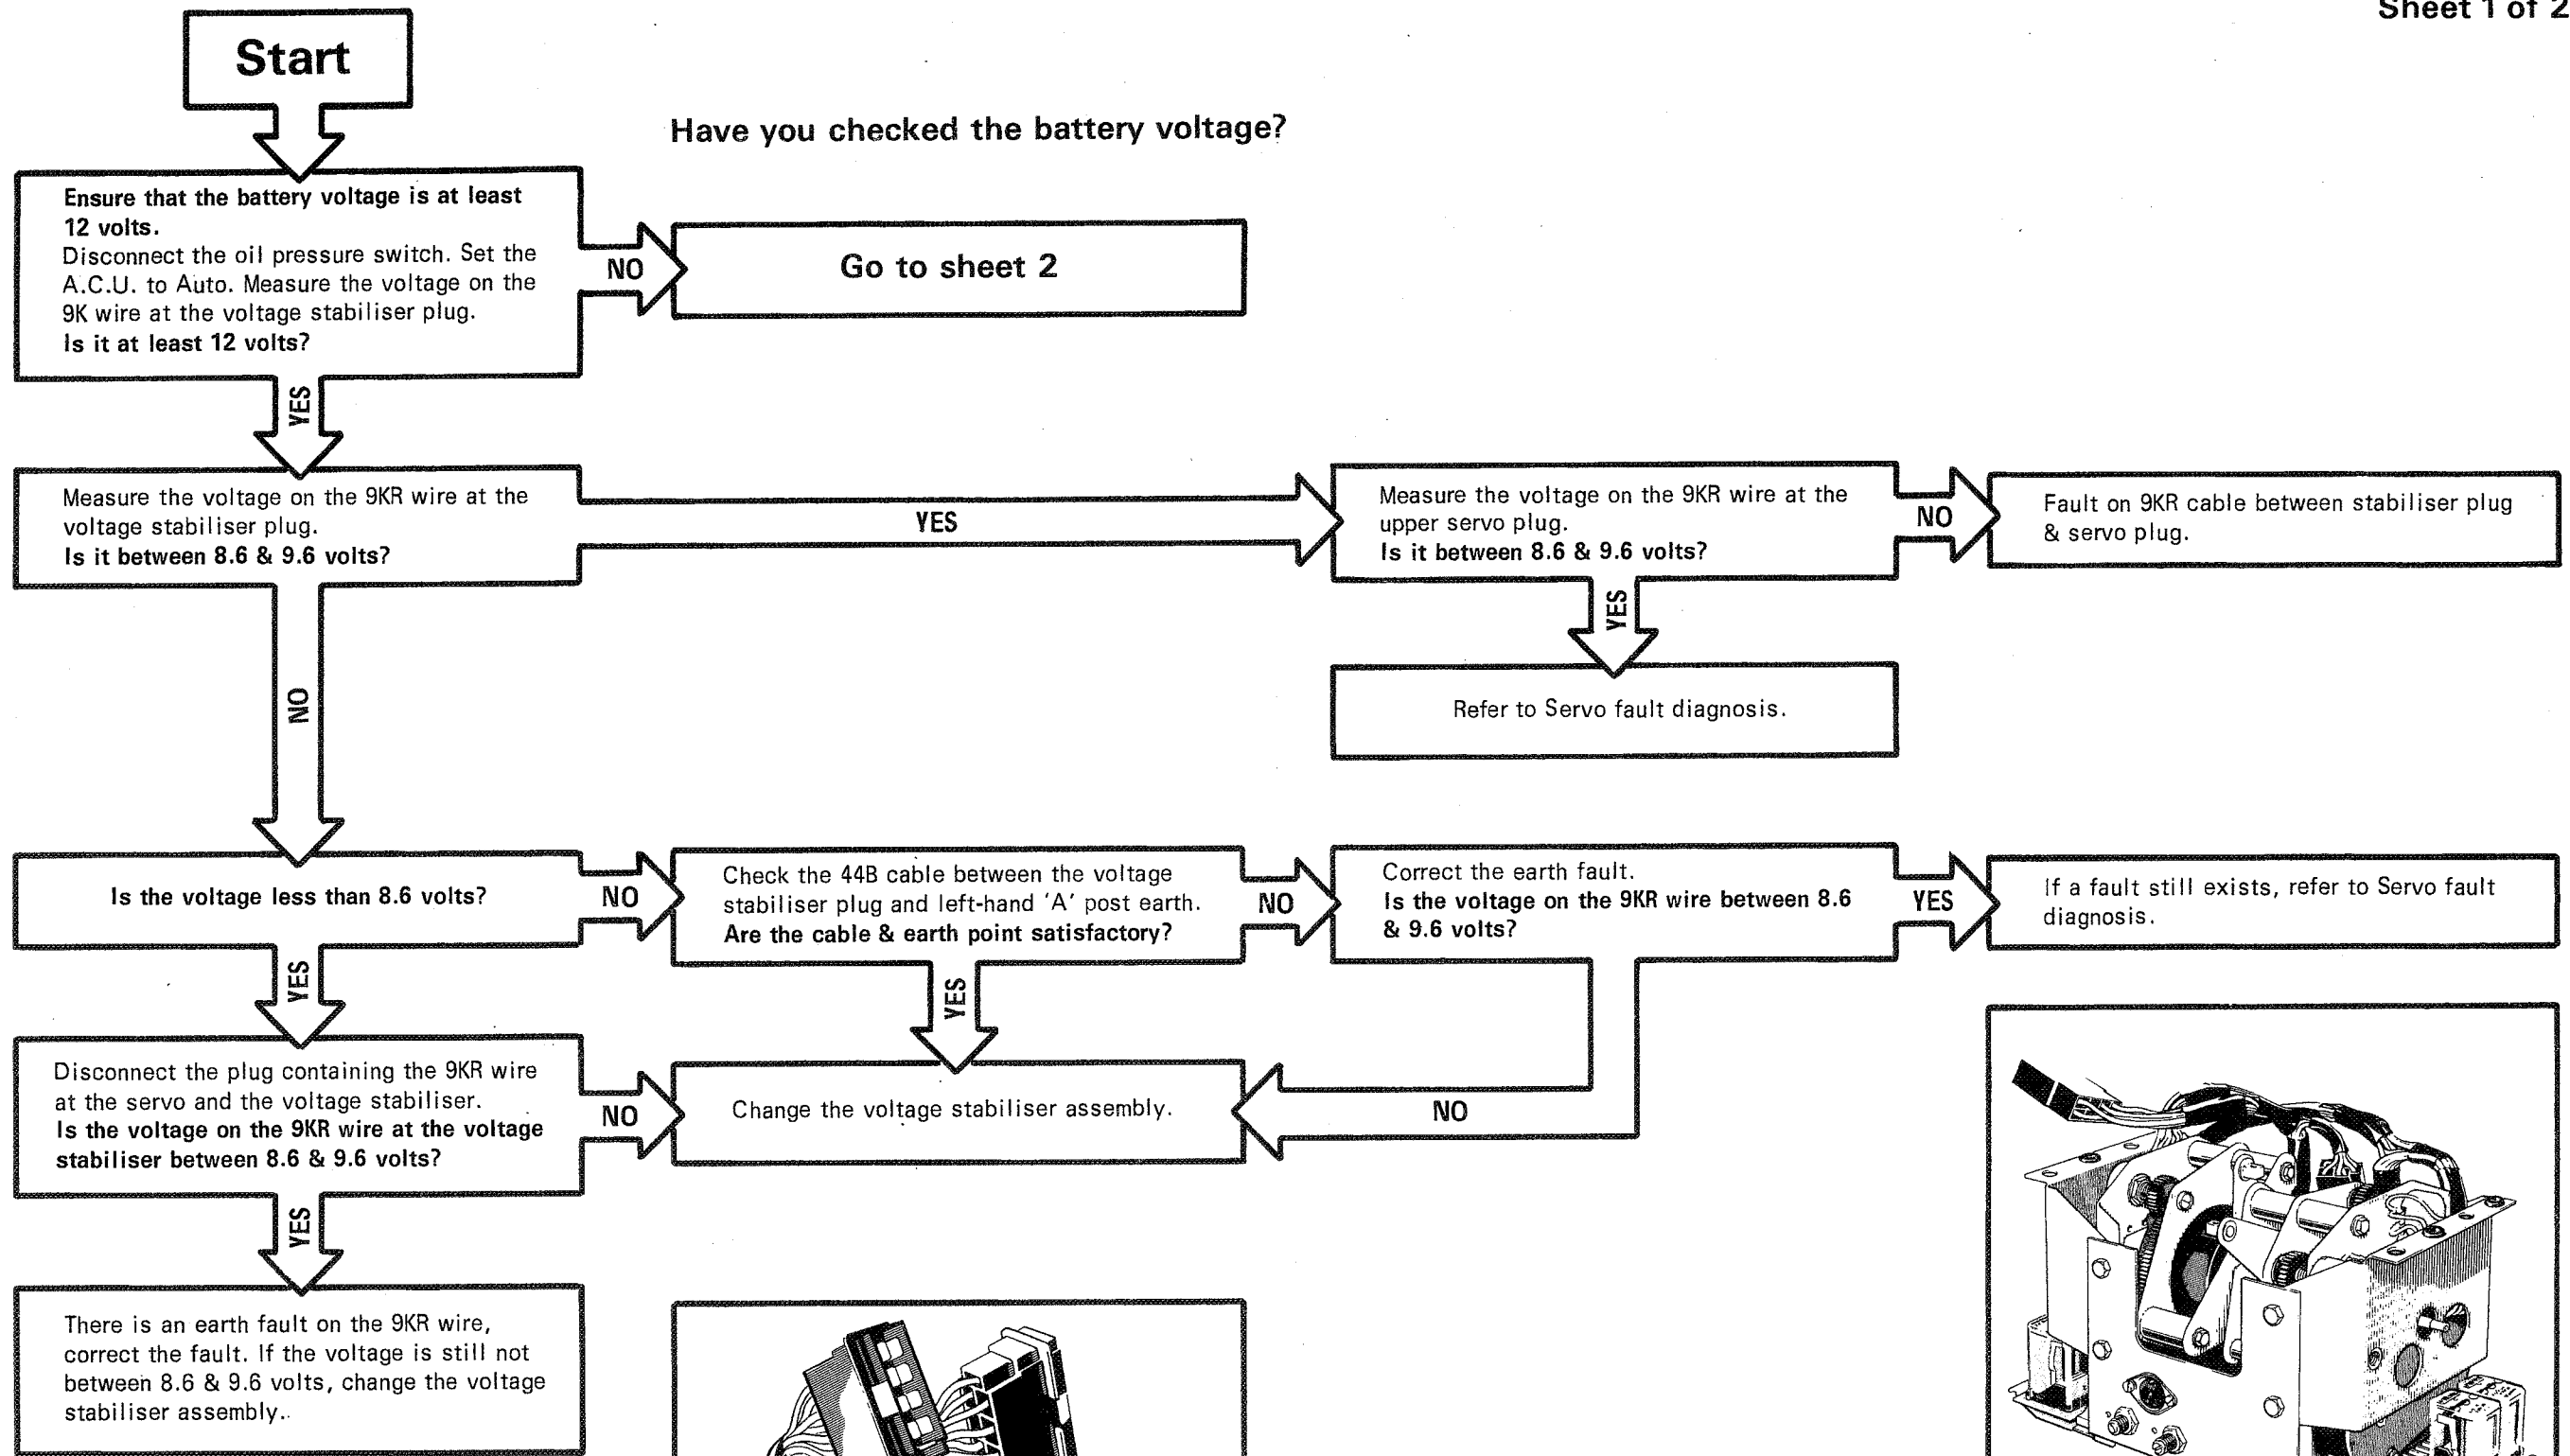 Sheet 1 of 2
Start
Have you checked the battery voltage?
Ensure that the battery voltage is at least
12 volts.
Disconnect the oil pressure switch. Set the
A.C.U. to Auto. Measure the voltage on the
9K wire at the voltage stabiliser plug.
Is it at least 12 volts?
NO
Go to sheet 2
YES
Measure the voltage on the 9KR wire at the
voltage stabiliser plug.
Is it between 8.6 & 9.6 volts?
YES
Measure the voltage on the 9KR wire at the
upper servo plug.
Is it between 8.6 & 9.6 volts?
NO
Fault on 9KR cable between stabiliser plug
& servo plug.
YES
Refer to Servo fault diagnosis.
NO
Is the voltage less than 8.6 volts?
NO
Check the 44B cable between the voltage
stabiliser plug and left-hand 'A' post earth.
Are the cable & earth point satisfactory?
NO
Correct the earth fault.
Is the voltage on the 9KR wire between 8.6
& 9.6 volts?
YES
If a fault still exists, refer to Servo fault
diagnosis.
YES
YES
Disconnect the plug containing the 9KR wire
at the servo and the voltage stabiliser.
Is the voltage on the 9KR wire at the voltage
stabiliser between 8.6 & 9.6 volts?
NO
Change the voltage stabiliser assembly.
NO
YES
There is an earth fault on the 9KR wire,
correct the fault. If the voltage is still not
between 8.6 & 9.6 volts, change the voltage
stabiliser assembly.